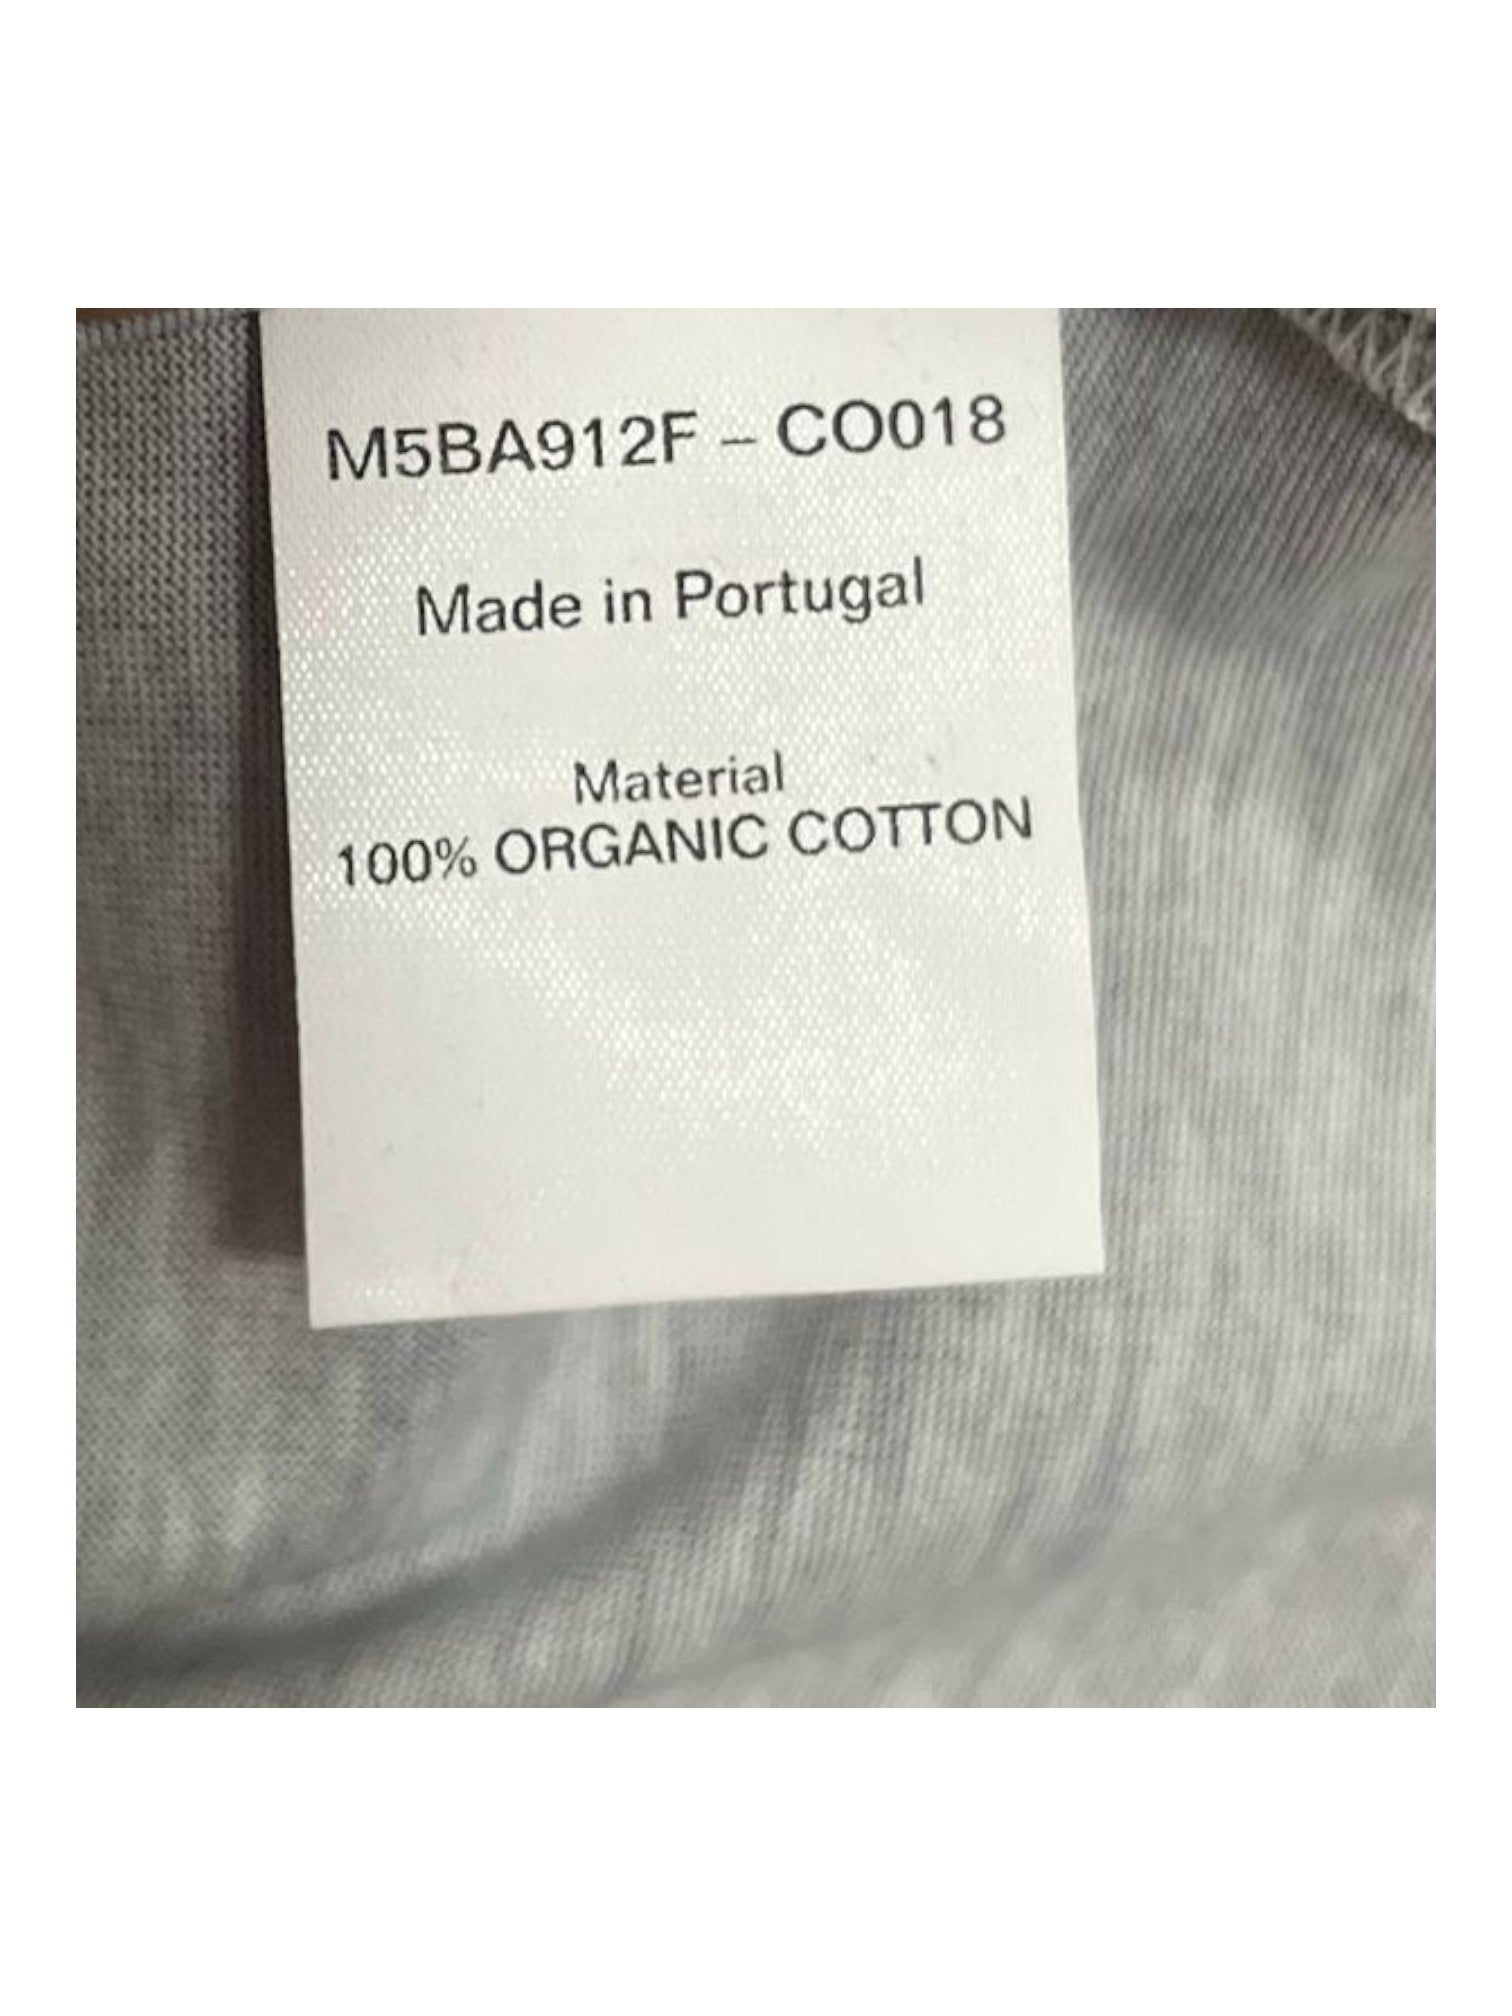 M5BA912F – CO018
Made in Portugal
Material
100% ORGANIC COTTON